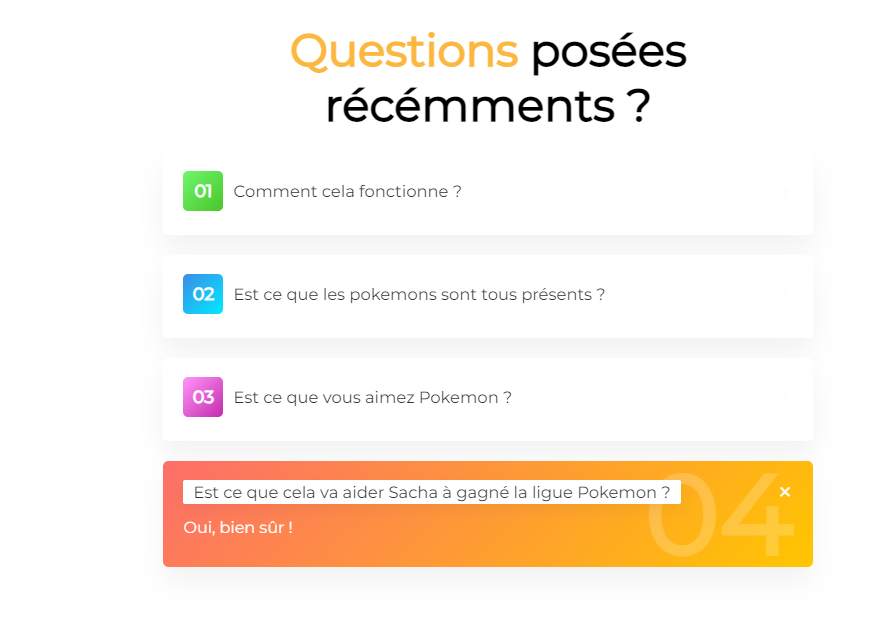 Questions posées
récémments ?
01 Comment cela fonctionne ?
02 Est ce que les pokemons sont tous présents ?
03 Est ce que vous aimez Pokemon ?
Est ce que cela va aider Sacha à gagné la ligue Pokemon ? ×
04
Oui, bien sûr !